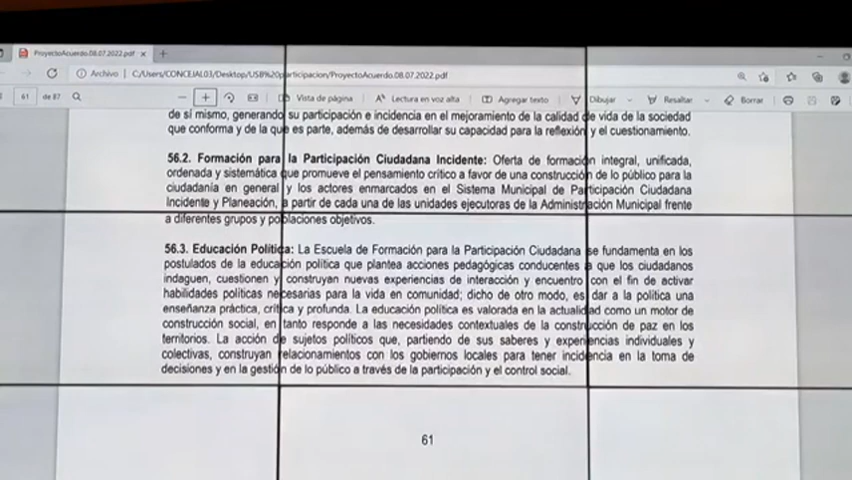 ProyectoAcuerdo.08.07.2022.pdf
Archivo | C:/Users/CONCEJAL03/Desktop/USB%20participacion/ProyectoAcuerdo.08.07.2022.pdf
61 de 87 Vista de página Lectura en voz alta Agregar texto Dibujar Resaltar Borrar
de sí mismo, generando su participación e incidencia en el mejoramiento de la calidad de vida de la sociedad
que conforma y de la que es parte, además de desarrollar su capacidad para la reflexión y el cuestionamiento.
56.2. Formación para la Participación Ciudadana Incidente: Oferta de formación integral, unificada,
ordenada y sistemática que promueve el pensamiento crítico a favor de una construcción de lo público para la
ciudadanía en general y los actores enmarcados en el Sistema Municipal de Participación Ciudadana
Incidente y Planeación, a partir de cada una de las unidades ejecutoras de la Administración Municipal frente
a diferentes grupos y poblaciones objetivos.
56.3. Educación Política: La Escuela de Formación para la Participación Ciudadana se fundamenta en los
postulados de la educación política que plantea acciones pedagógicas conducentes a que los ciudadanos
indaguen, cuestionen y construyan nuevas experiencias de interacción y encuentro con el fin de activar
habilidades políticas necesarias para la vida en comunidad; dicho de otro modo, es dar a la política una
enseñanza práctica, crítica y profunda. La educación política es valorada en la actualidad como un motor de
construcción social, en tanto responde a las necesidades contextuales de la construcción de paz en los
territorios. La acción de sujetos políticos que, partiendo de sus saberes y experiencias individuales y
colectivas, construyan relacionamientos con los gobiernos locales para tener incidencia en la toma de
decisiones y en la gestión de lo público a través de la participación y el control social.
61